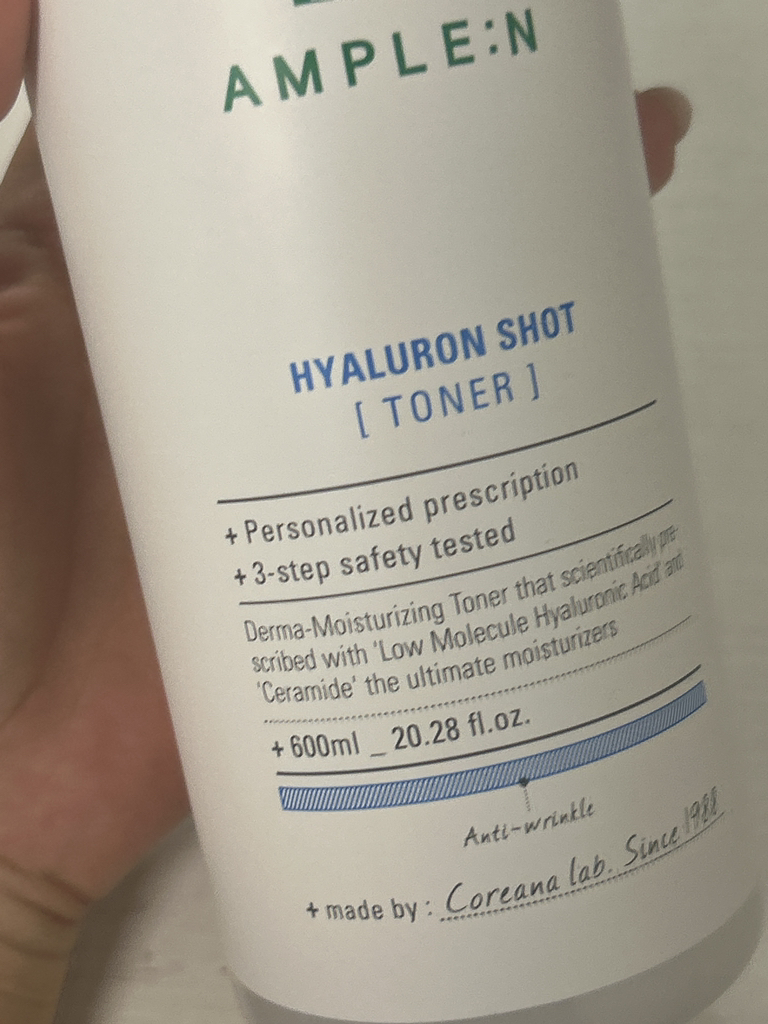 AMPLE:N
HYALURON SHOT
[ TONER ]
+ Personalized prescription
+ 3-step safety tested
Derma-Moisturizing Toner that scientifically pre-
scribed with 'Low Molecule Hyaluronic Acid' and
'Ceramide' the ultimate moisturizers
+ 600ml _ 20.28 fl.oz.
Anti-wrinkle
+ made by : Coreana lab. Since 1988